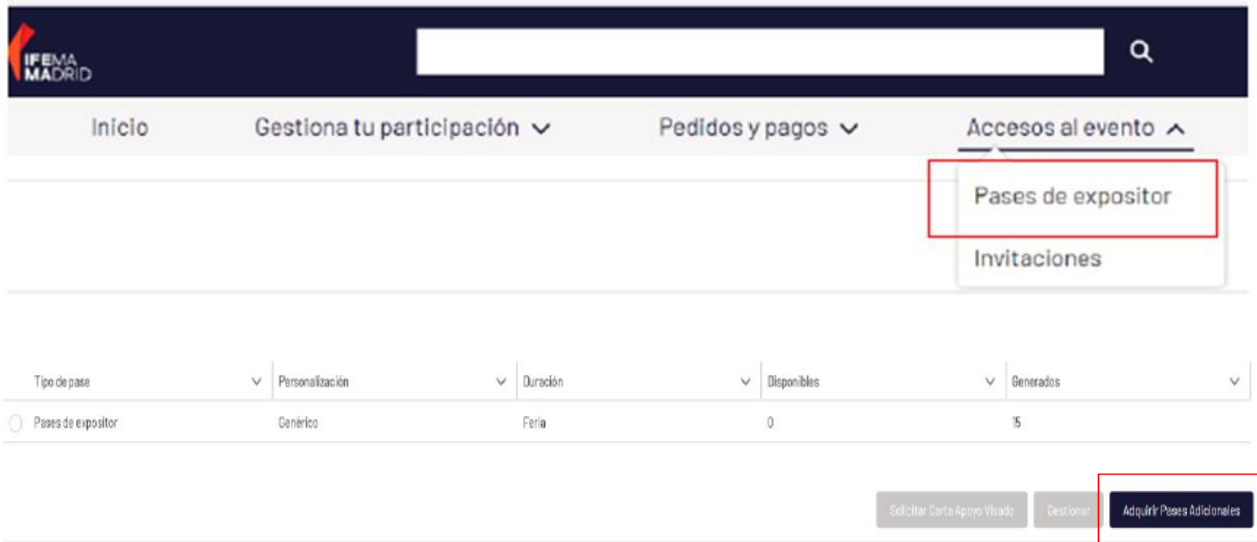 IFEMA
MADRID
Inicio Gestiona tu participación Pedidos y pagos Accesos al evento
Pases de expositor
Invitaciones
Tipo de pase Personalización Duración Disponibles Generados
Pases de expositor Genérico Feria 0 15
Solicitar Carta Apoyo Visado Gestionar Adquirir Pases Adicionales